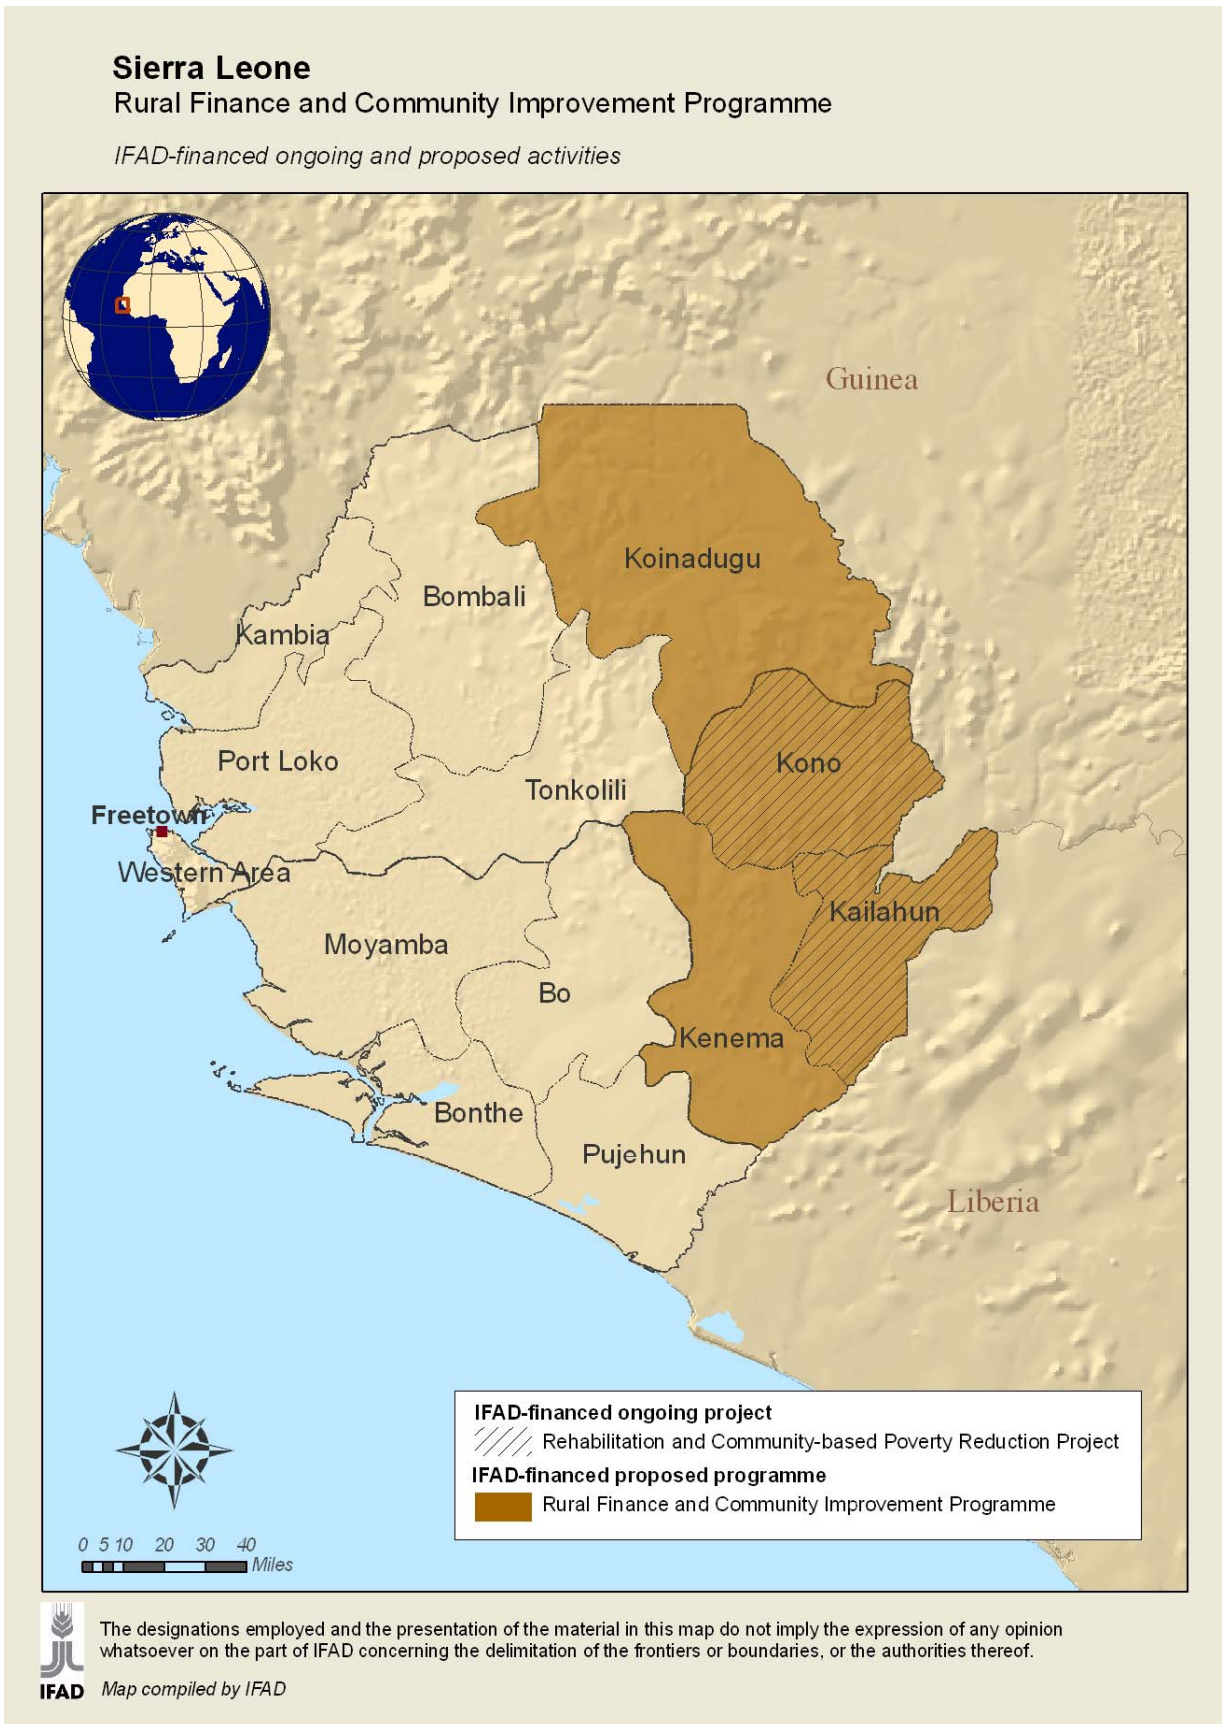 Sierra Leone
Rural Finance and Community Improvement Programme
IFAD-financed ongoing and proposed activities
Guinea
Koinadugu
Bombali
Kambia
Port Loko
Kono
Tonkolili
Freetown
Western Area
Kailahun
Moyamba
Bo
Kenema
Bonthe
Pujehun
Liberia
IFAD-financed ongoing project
Rehabilitation and Community-based Poverty Reduction Project
IFAD-financed proposed programme
Rural Finance and Community Improvement Programme
0 5 10 20 30 40
Miles
The designations employed and the presentation of the material in this map do not imply the expression of any opinion
whatsoever on the part of IFAD concerning the delimitation of the frontiers or boundaries, or the authorities thereof.
IFAD
Map compiled by IFAD